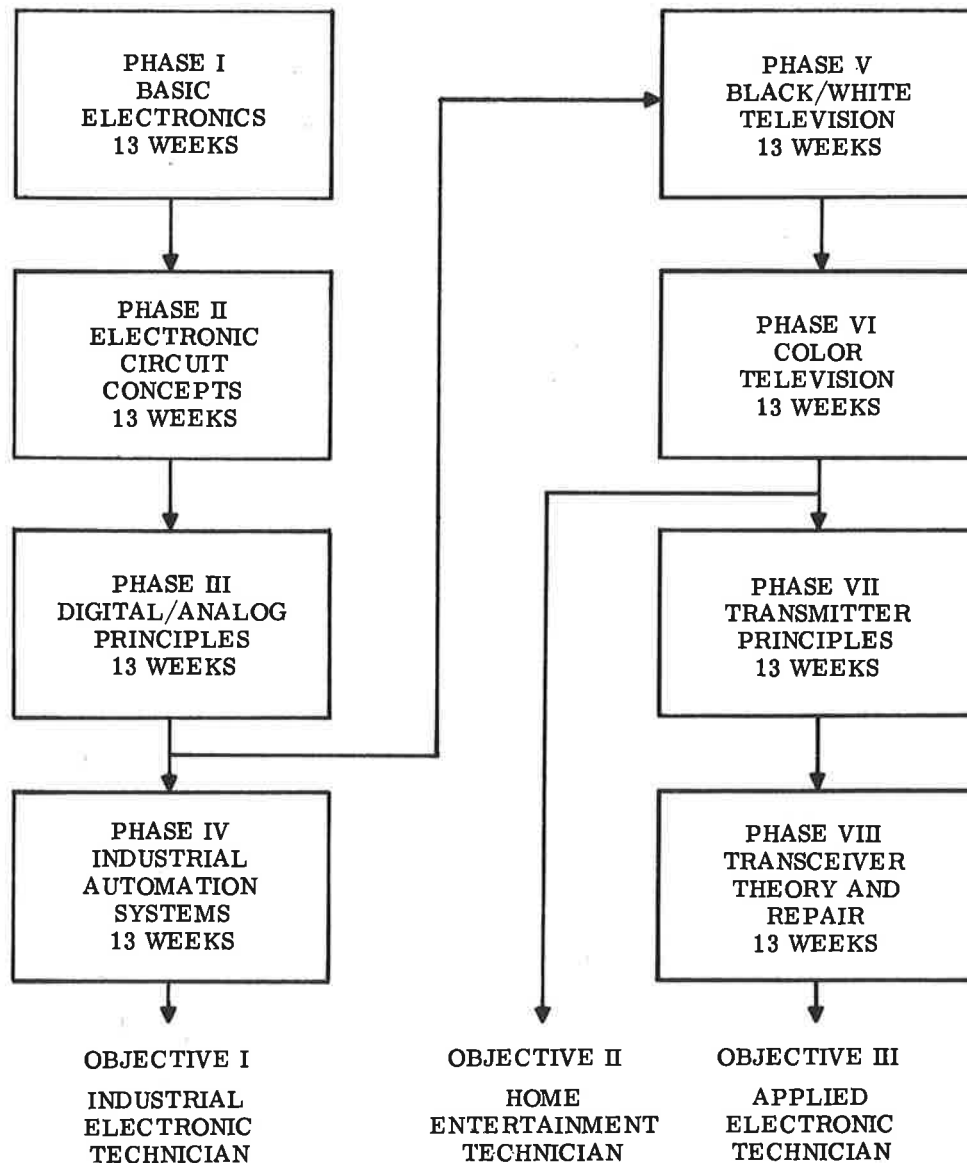 PHASE I
BASIC
ELECTRONICS
13 WEEKS
PHASE II
ELECTRONIC
CIRCUIT
CONCEPTS
13 WEEKS
PHASE III
DIGITAL/ANALOG
PRINCIPLES
13 WEEKS
PHASE IV
INDUSTRIAL
AUTOMATION
SYSTEMS
13 WEEKS
PHASE V
BLACK/WHITE
TELEVISION
13 WEEKS
PHASE VI
COLOR
TELEVISION
13 WEEKS
PHASE VII
TRANSMITTER
PRINCIPLES
13 WEEKS
PHASE VIII
TRANSCEIVER
THEORY AND
REPAIR
13 WEEKS
OBJECTIVE I
INDUSTRIAL
ELECTRONIC
TECHNICIAN
OBJECTIVE II
HOME
ENTERTAINMENT
TECHNICIAN
OBJECTIVE III
APPLIED
ELECTRONIC
TECHNICIAN